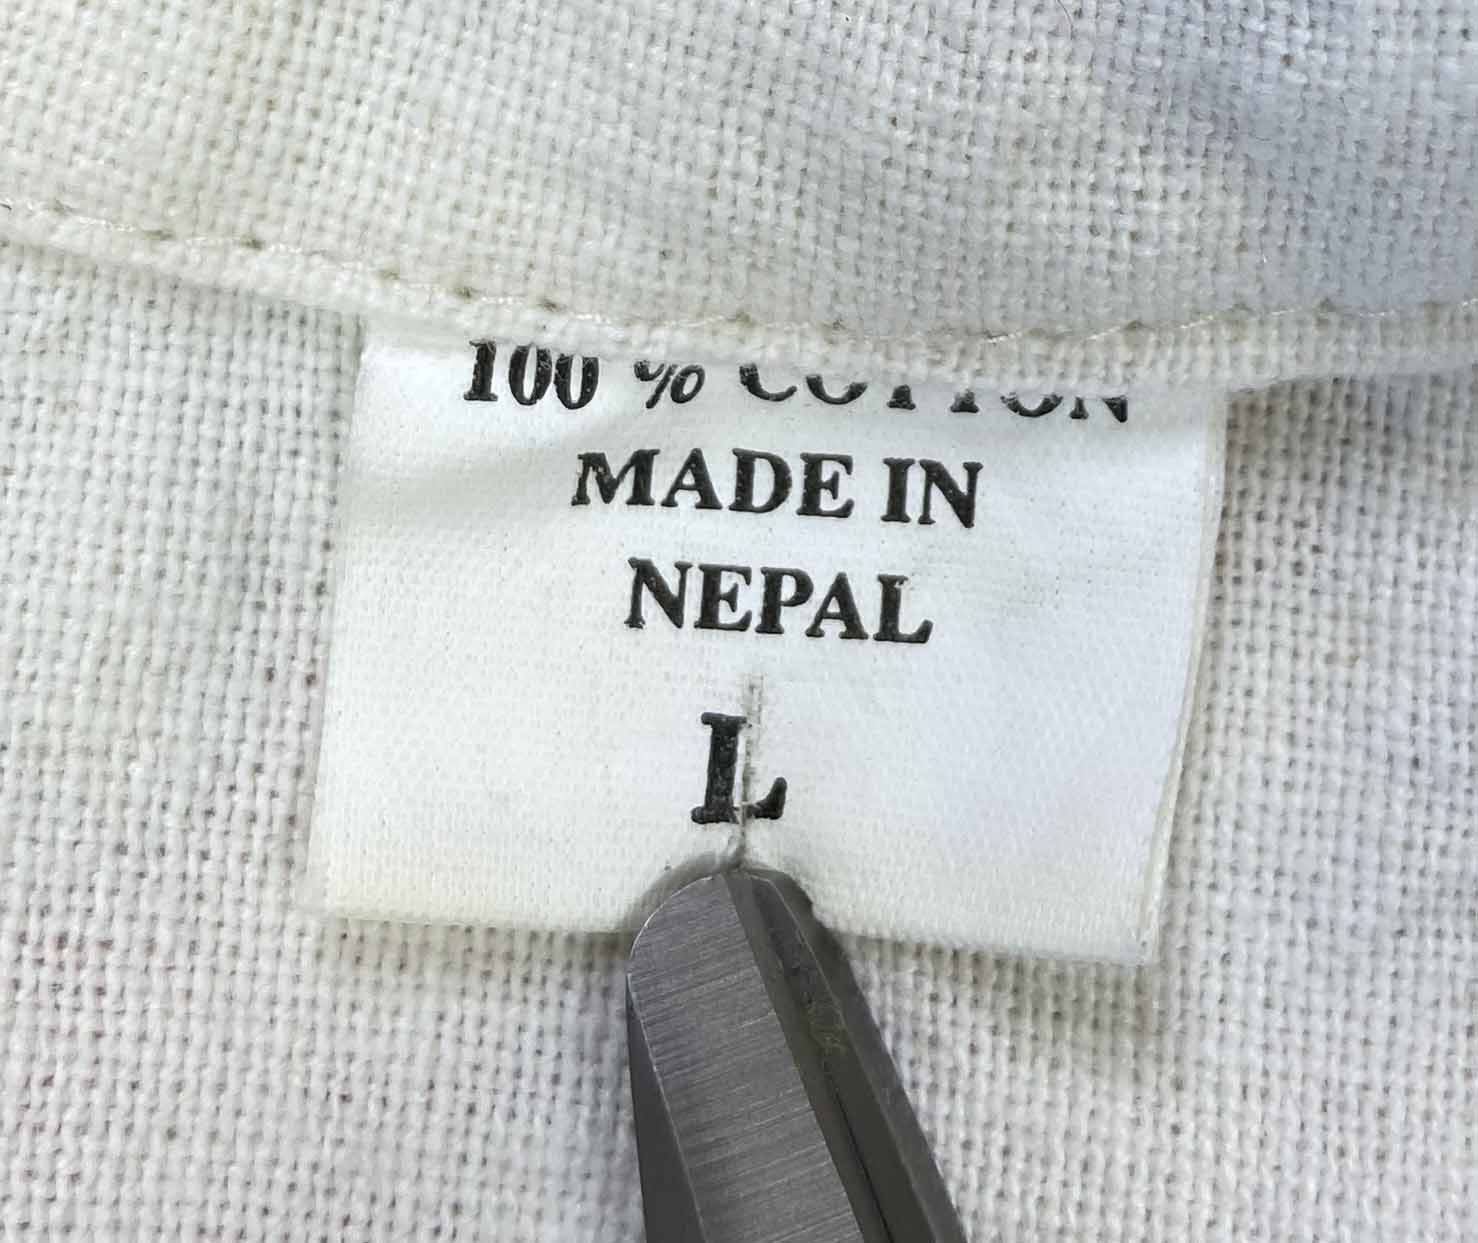 100 % COTTON
MADE IN
NEPAL
L